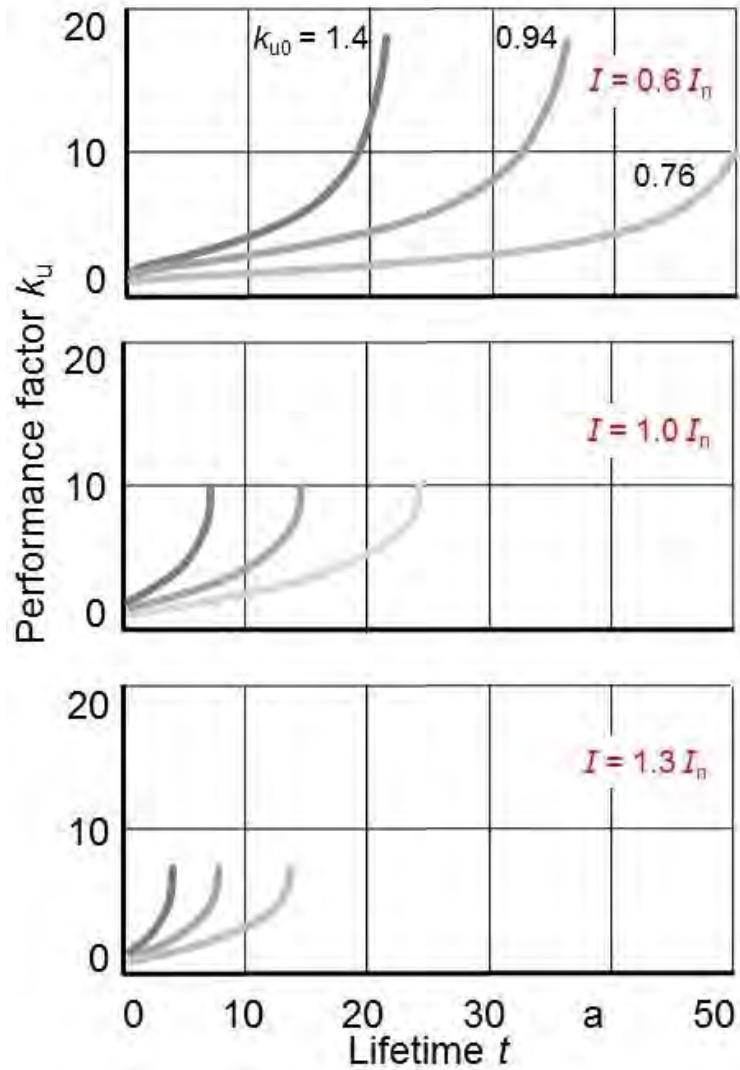 Performance factor k_u
20
k_u0 = 1.4
0.94
I = 0.6 I_n
10
0.76
0
20
I = 1.0 I_n
10
0
20
I = 1.3 I_n
10
0
0 10 20 30 a 50
Lifetime t